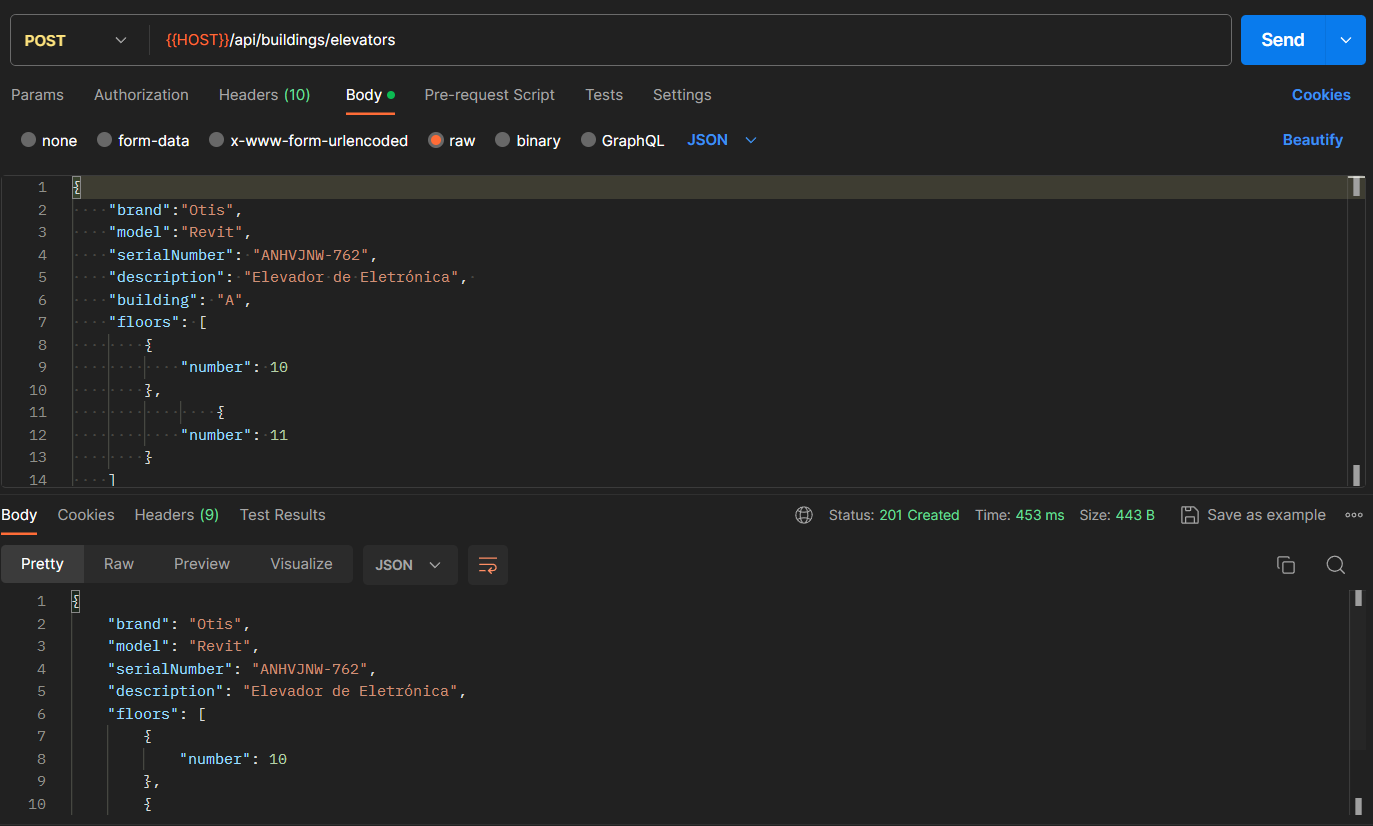 POST {{HOST}}/api/buildings/elevators Send
Params Authorization Headers (10) Body Pre-request Script Tests Settings Cookies
none form-data x-www-form-urlencoded raw binary GraphQL JSON Beautify
1 {
2 "brand":"Otis",
3 "model":"Revit",
4 "serialNumber": "ANHVJNW-762",
5 "description": "Elevador de Eletrónica",
6 "building": "A",
7 "floors": [
8 {
9 "number": 10
10 },
11 {
12 "number": 11
13 }
14 ]
Body Cookies Headers (9) Test Results Status: 201 Created Time: 453 ms Size: 443 B Save as example
Pretty Raw Preview Visualize JSON
1 {
2 "brand": "Otis",
3 "model": "Revit",
4 "serialNumber": "ANHVJNW-762",
5 "description": "Elevador de Eletrónica",
6 "floors": [
7 {
8 "number": 10
9 },
10 {